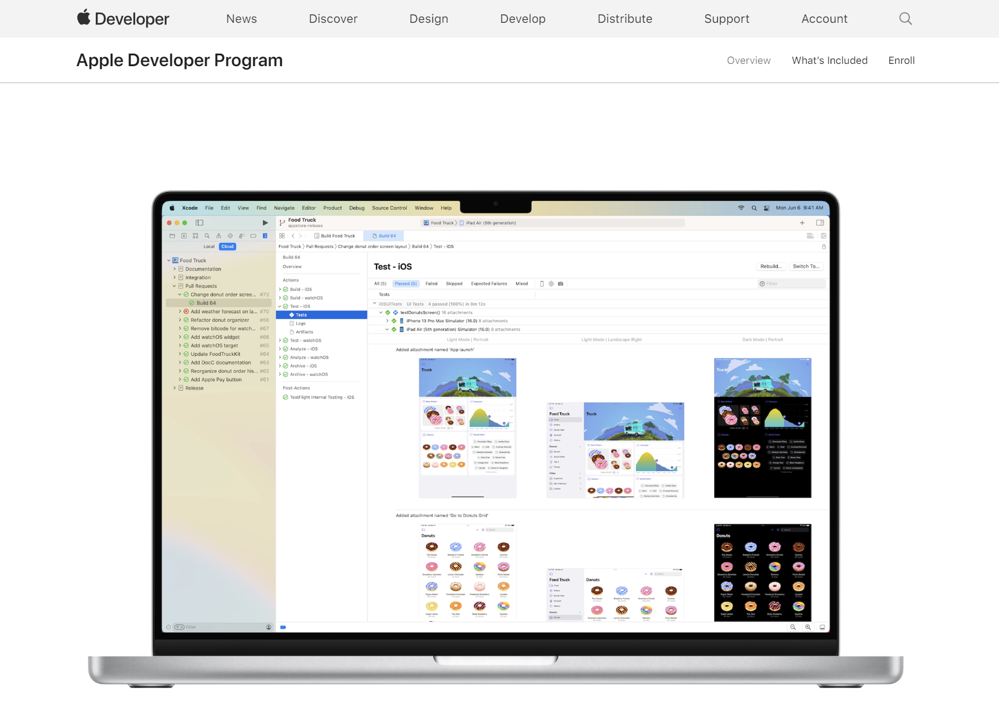 Developer
News
Discover
Design
Develop
Distribute
Support
Account
Apple Developer Program
Overview
What's Included
Enroll
Xcode File Edit View Find Navigate Editor Product Debug Source Control Window Help
Mon Jun 6 9:41 AM
Food Truck
appstore-release
Food Truck
iPad Air (5th generation)
Build Food Truck
Build 64
Local
Cloud
Food Truck Pull Requests Change donut order screen layout Build 64 Test - iOS
Food Truck
Documentation
Integration
Pull Requests
Change donut order scree... #72
Build 64
Add weather forecast on la... #70
Refactor donut organizer #56
Remove bitcode for watch... #67
Add watchOS widget #66
Add watchOS target #65
Update FoodTruckKit #64
Add DocC documentation #63
Reorganize donut order his... #62
Add Apple Pay button #61
Release
Filter
Build 64
Overview
Actions
Build - iOS
Build - watchOS
Test - iOS
Tests
Logs
Artifacts
Test - watchOS
Analyze - iOS
Analyze - watchOS
Archive - iOS
Archive - watchOS
Post-Actions
TestFlight Internal Testing - iOS
Test - iOS
Rebuild...
Switch To...
All (5) Passed (5) Failed Skipped Expected Failures Mixed
Filter
Tests
iOSUITests UI Tests 4 passed (100%) in 8m 12s
testDonutsScreen() 16 attachments
iPhone 13 Pro Max Simulator (16.0) 8 attachments
iPad Air (5th generation) Simulator (16.0) 8 attachments
Light Mode | Portrait
Light Mode | Landscape Right
Dark Mode | Portrait
Added attachment named 'App launch'
Truck
Food Truck
Truck
Truck
Added attachment named 'Go to Donuts Grid'
Donuts
Food Truck
Donuts
Donuts